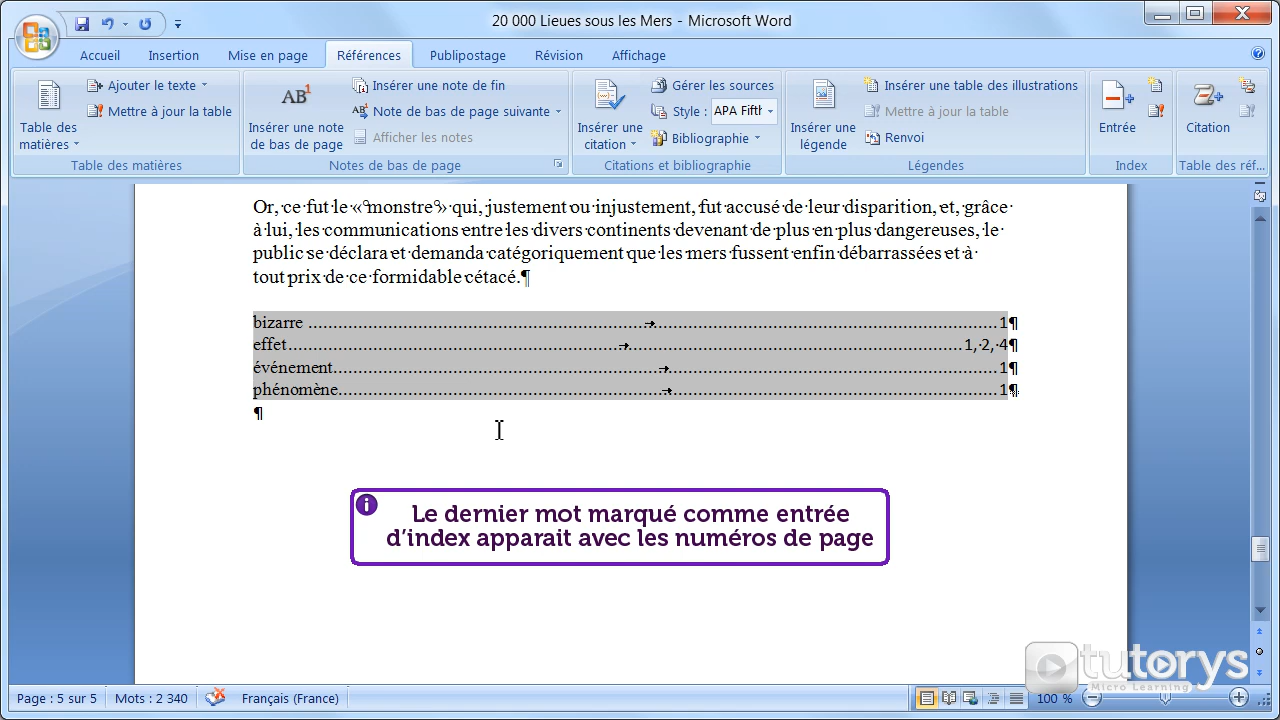 20 000 Lieues sous les Mers - Microsoft Word
Accueil Insertion Mise en page Références Publipostage Révision Affichage
Table des matières
Ajouter le texte
Mettre à jour la table
Table des matières
AB¹
Insérer une note de bas de page
Insérer une note de fin
Note de bas de page suivante
Afficher les notes
Notes de bas de page
Insérer une citation
Gérer les sources
Style : APA Fifth
Bibliographie
Citations et bibliographie
Insérer une légende
Insérer une table des illustrations
Mettre à jour la table
Renvoi
Légendes
Entrée
Index
Citation
Table des réf...
Or, ce fut le « monstre » qui, justement ou injustement, fut accusé de leur disparition, et, grâce
à lui, les communications entre les divers continents devenant de plus en plus dangereuses, le
public se déclara et demanda catégoriquement que les mers fussent enfin débarrassées et à
tout prix de ce formidable cétacé.¶
bizarre ...→... 1¶
effet...→... 1, 2, 4¶
événement...→... 1¶
phénomène...→... 1¶
¶
i
Le dernier mot marqué comme entrée
d'index apparait avec les numéros de page
tutorys
Micro Learning
Page : 5 sur 5 Mots : 2 340 Français (France) 100 %